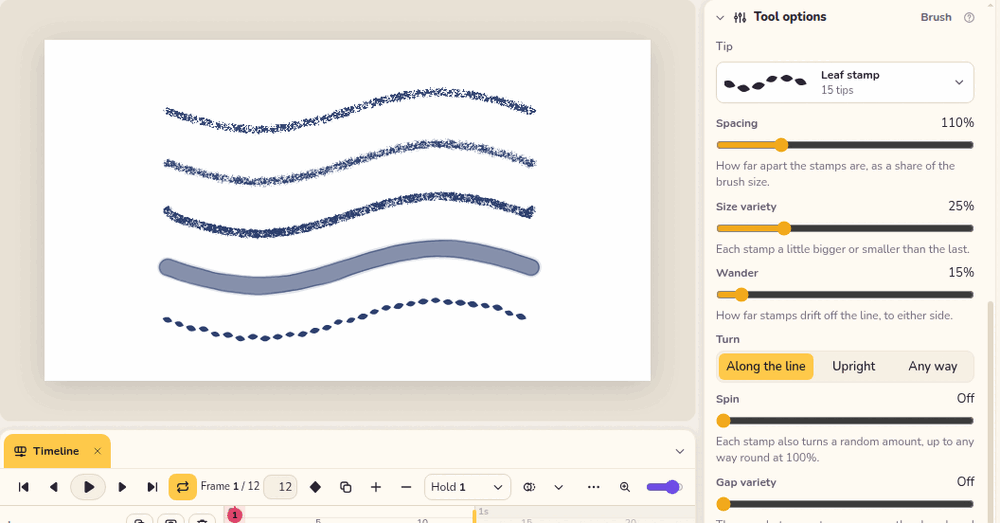 Tool options
Brush
Tip
Leaf stamp
15 tips
Spacing
110%
How far apart the stamps are, as a share of the
brush size.
Size variety
25%
Each stamp a little bigger or smaller than the last.
Wander
15%
How far stamps drift off the line, to either side.
Turn
Along the line
Upright
Any way
Spin
Off
Each stamp also turns a random amount, up to any
way round at 100%.
Gap variety
Off
Timeline
Frame 1 / 12
12
Hold 1
1
1s
5
10
15
20